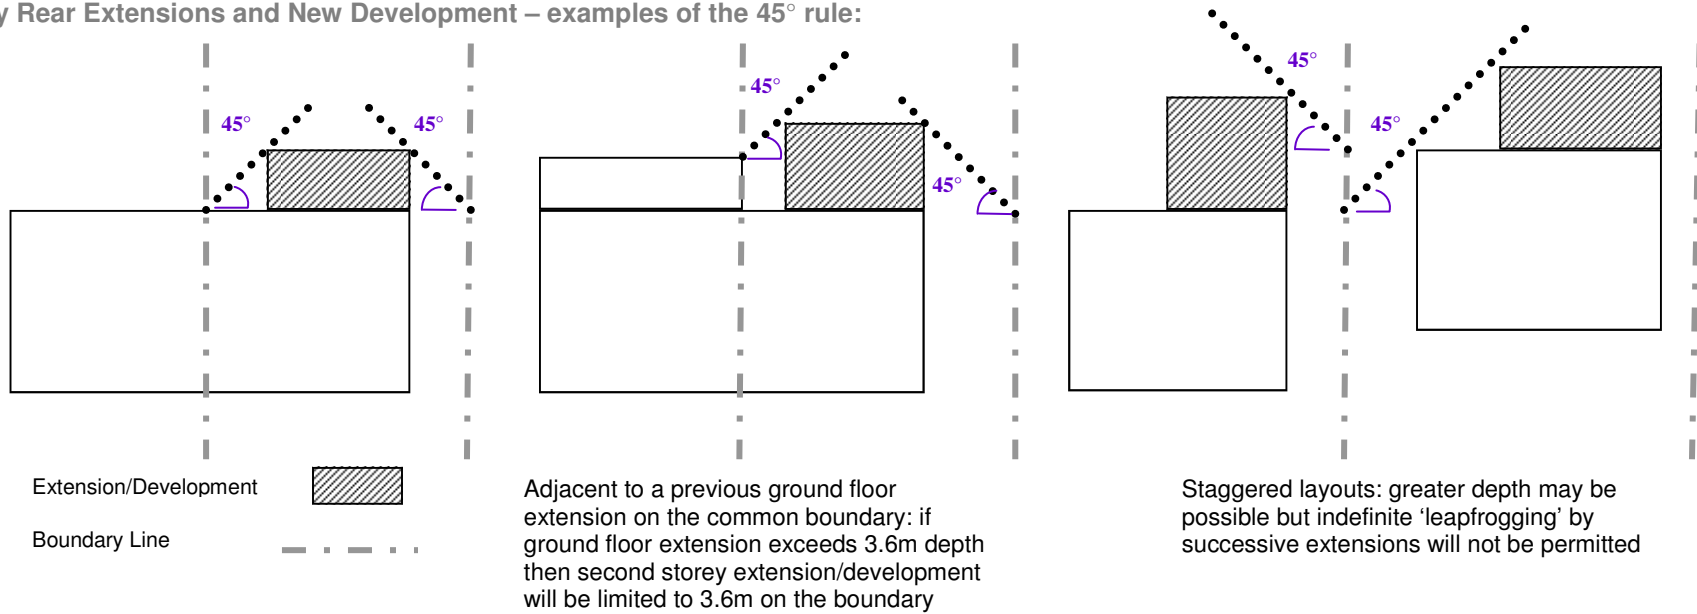 y Rear Extensions and New Development – examples of the 45° rule:
45°
45°
45°
45°
45°
45°
Extension/Development
Boundary Line
Adjacent to a previous ground floor
extension on the common boundary: if
ground floor extension exceeds 3.6m depth
then second storey extension/development
will be limited to 3.6m on the boundary
Staggered layouts: greater depth may be
possible but indefinite ‘leapfrogging’ by
successive extensions will not be permitted